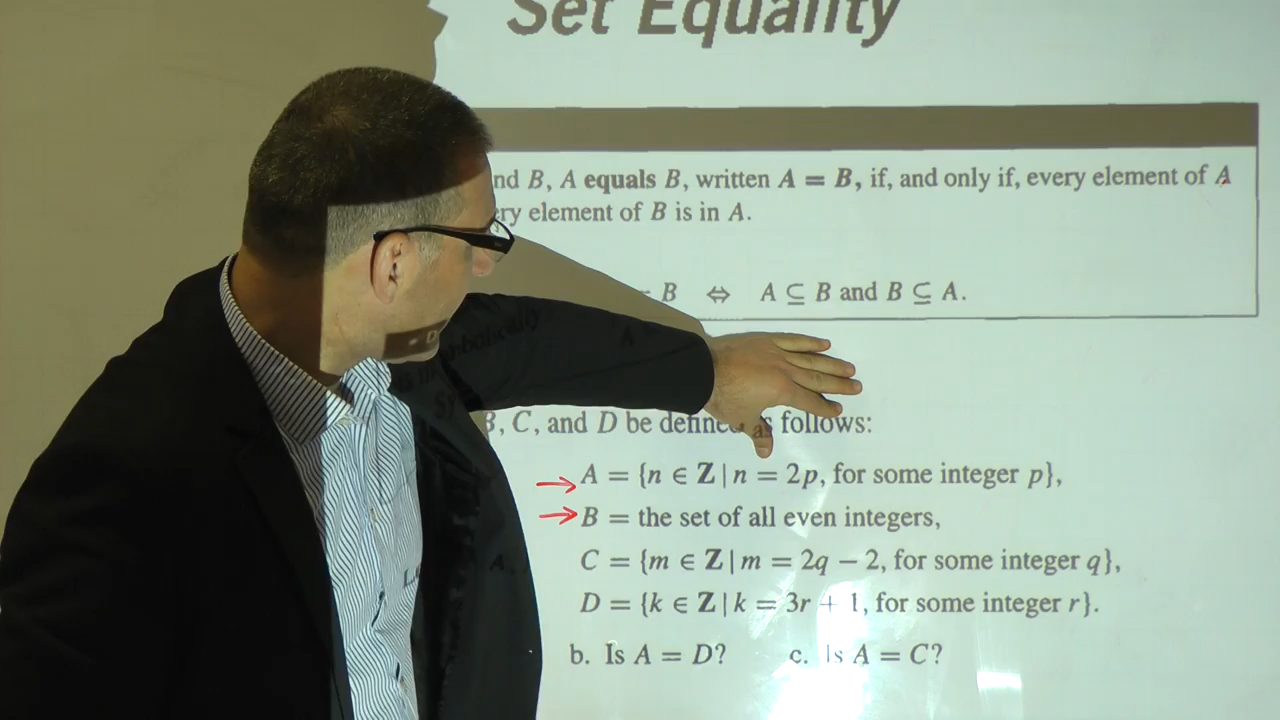 Set Equality
nd B, A equals B, written A = B, if, and only if, every element of A
ry element of B is in A.
B ⇔ A ⊆ B and B ⊆ A.
B, C, and D be defined as follows:
A = {n ∈ Z | n = 2p, for some integer p},
B = the set of all even integers,
C = {m ∈ Z | m = 2q − 2, for some integer q},
D = {k ∈ Z | k = 3r + 1, for some integer r}.
b. Is A = D? c. Is A = C?